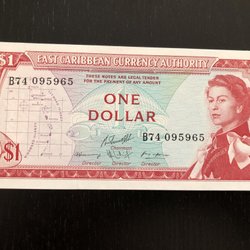 $1 EAST CARIBBEAN CURRENCY AUTHORITY
B74 095965
THESE NOTES ARE LEGAL TENDER
FOR THE PAYMENT OF ANY AMOUNT
ONE
DOLLAR
B74 095965
Chairman
$1
Director Director Director